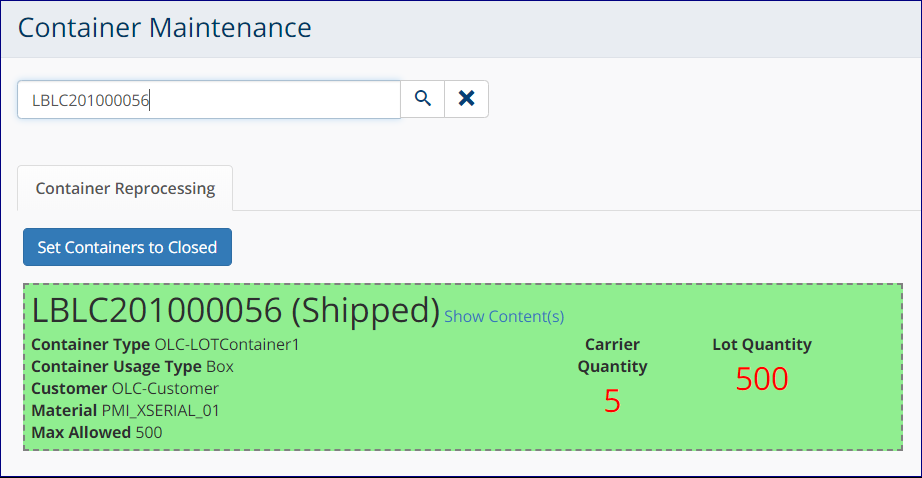 Container Maintenance
LBLC201000056
Container Reprocessing
Set Containers to Closed
LBLC201000056 (Shipped) Show Content(s)
Container Type OLC-LOTContainer1
Container Usage Type Box
Customer OLC-Customer
Material PMI_XSERIAL_01
Max Allowed 500
Carrier
Quantity
5
Lot Quantity
500